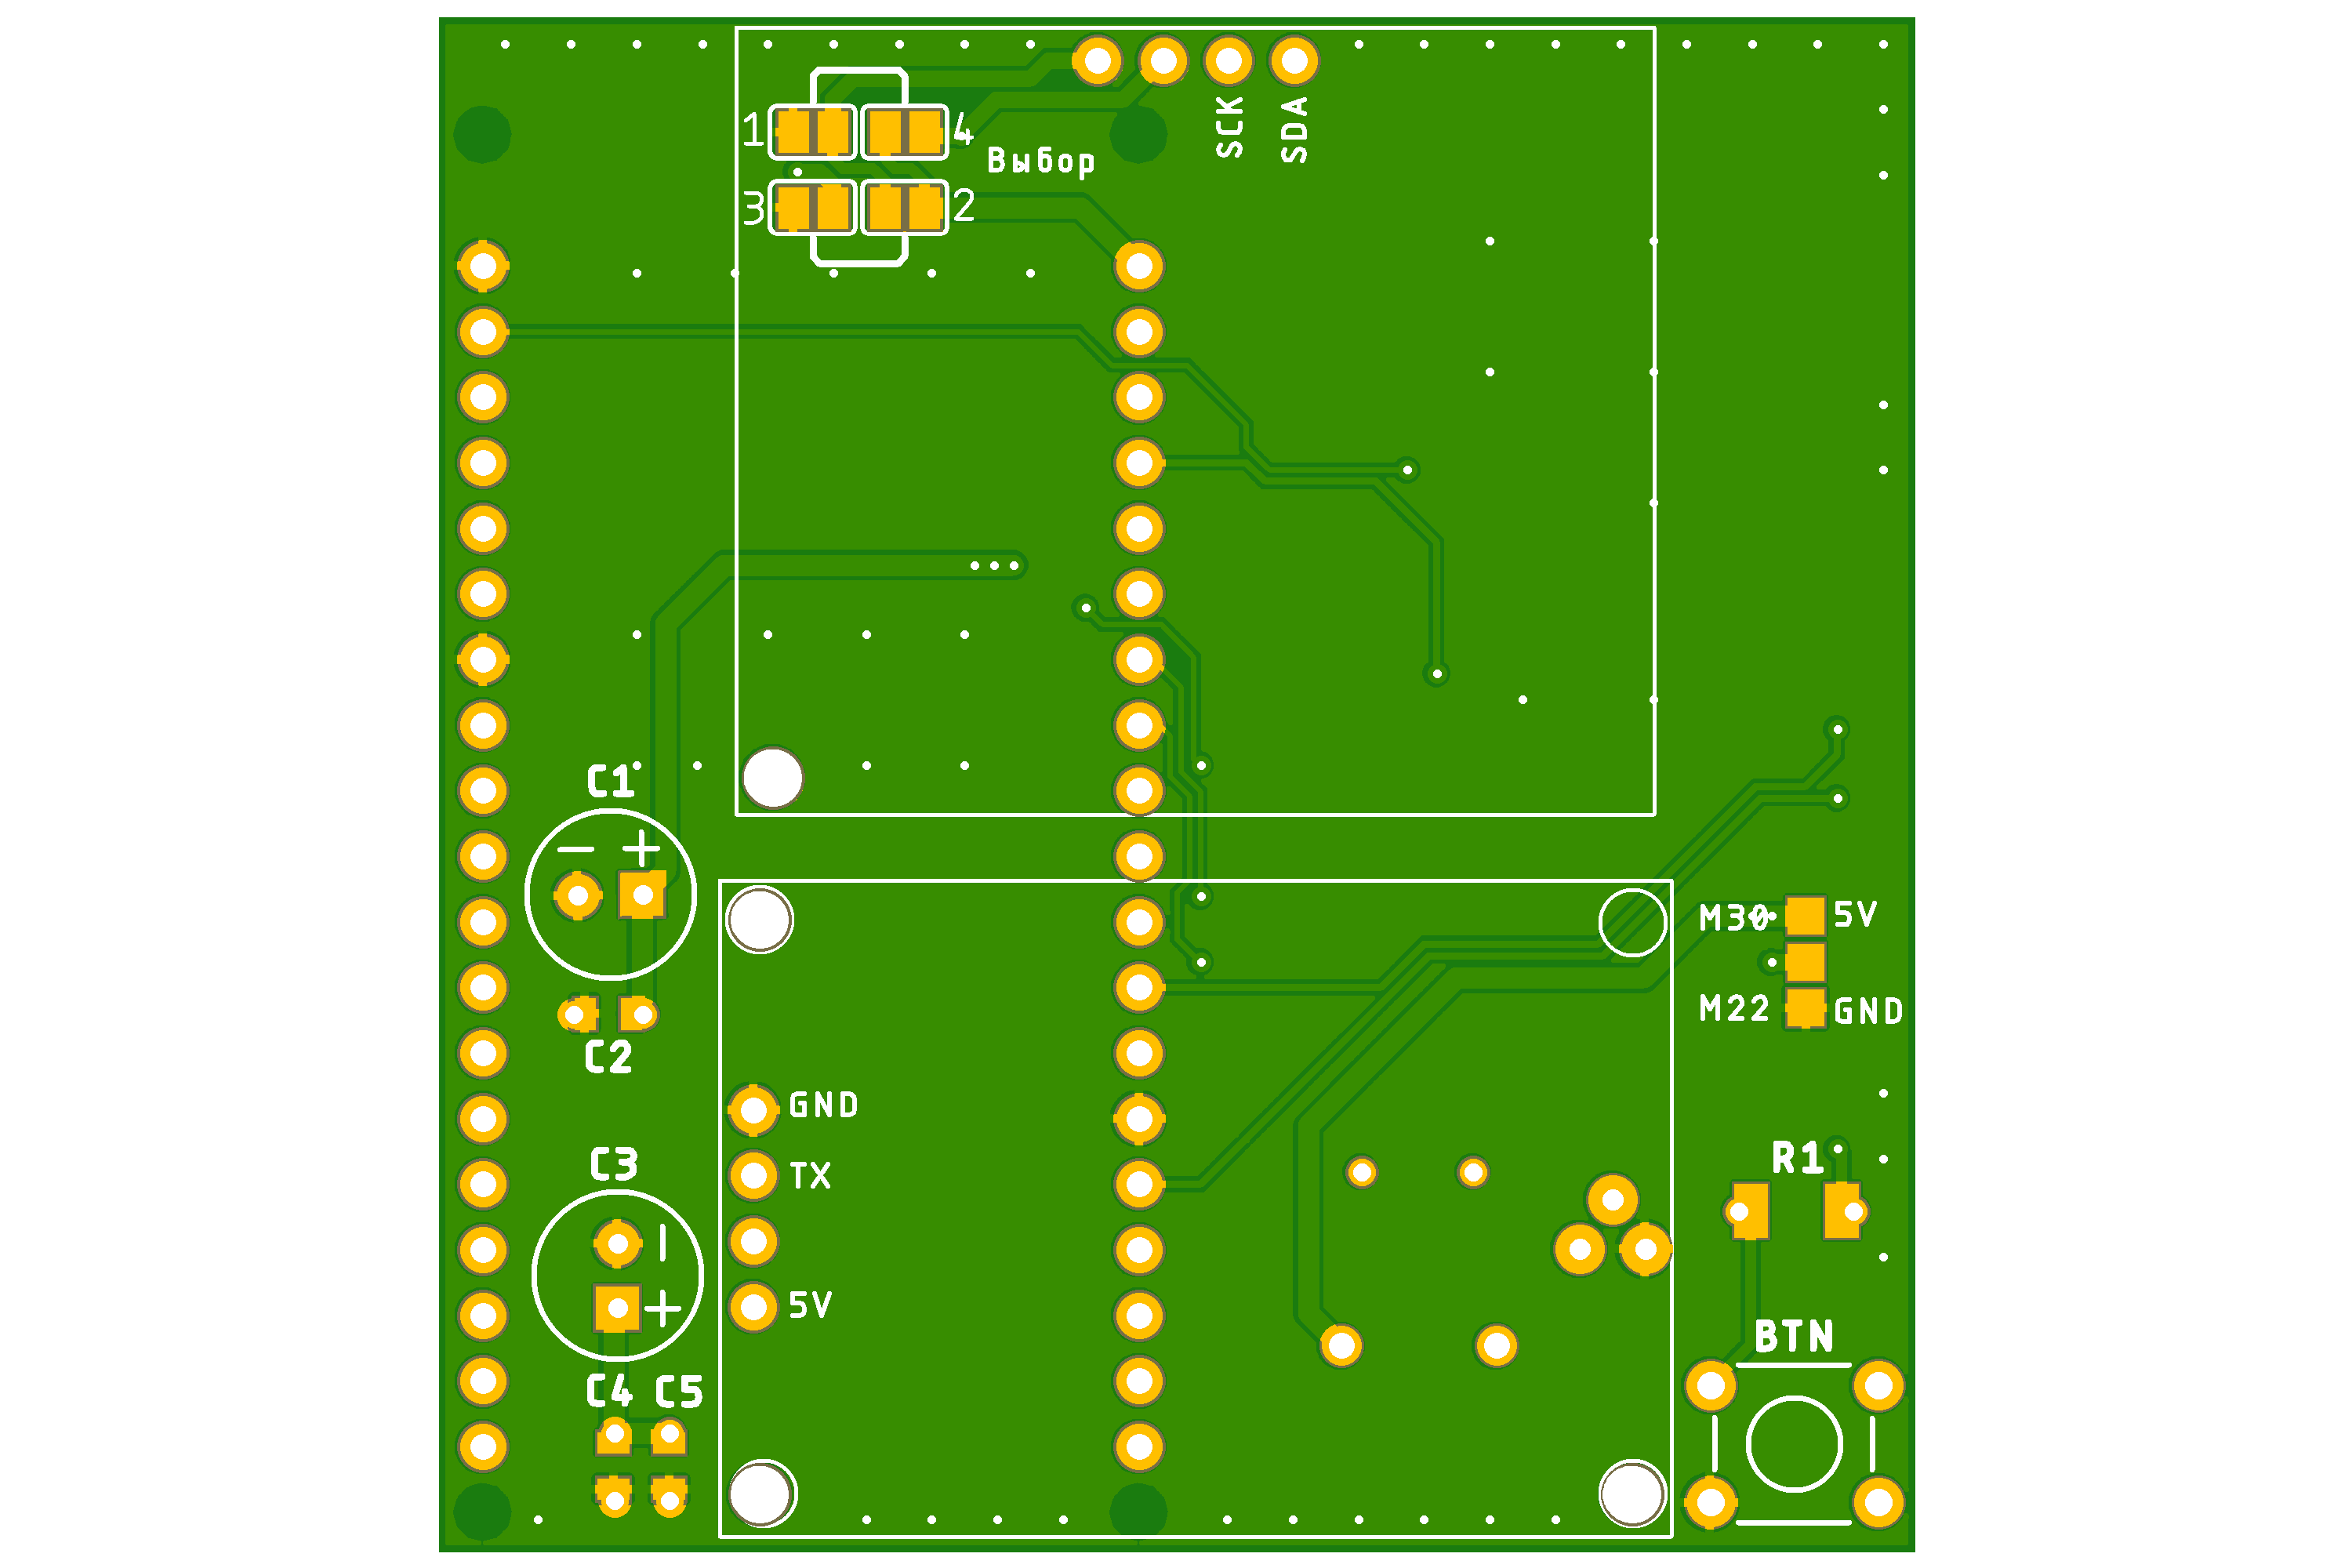 1
4
Выбор
3
2
SCK
SDA
C1
− +
M30
5V
M22
GND
C2
GND
TX
C3
−
+
5V
R1
BTN
C4
C5